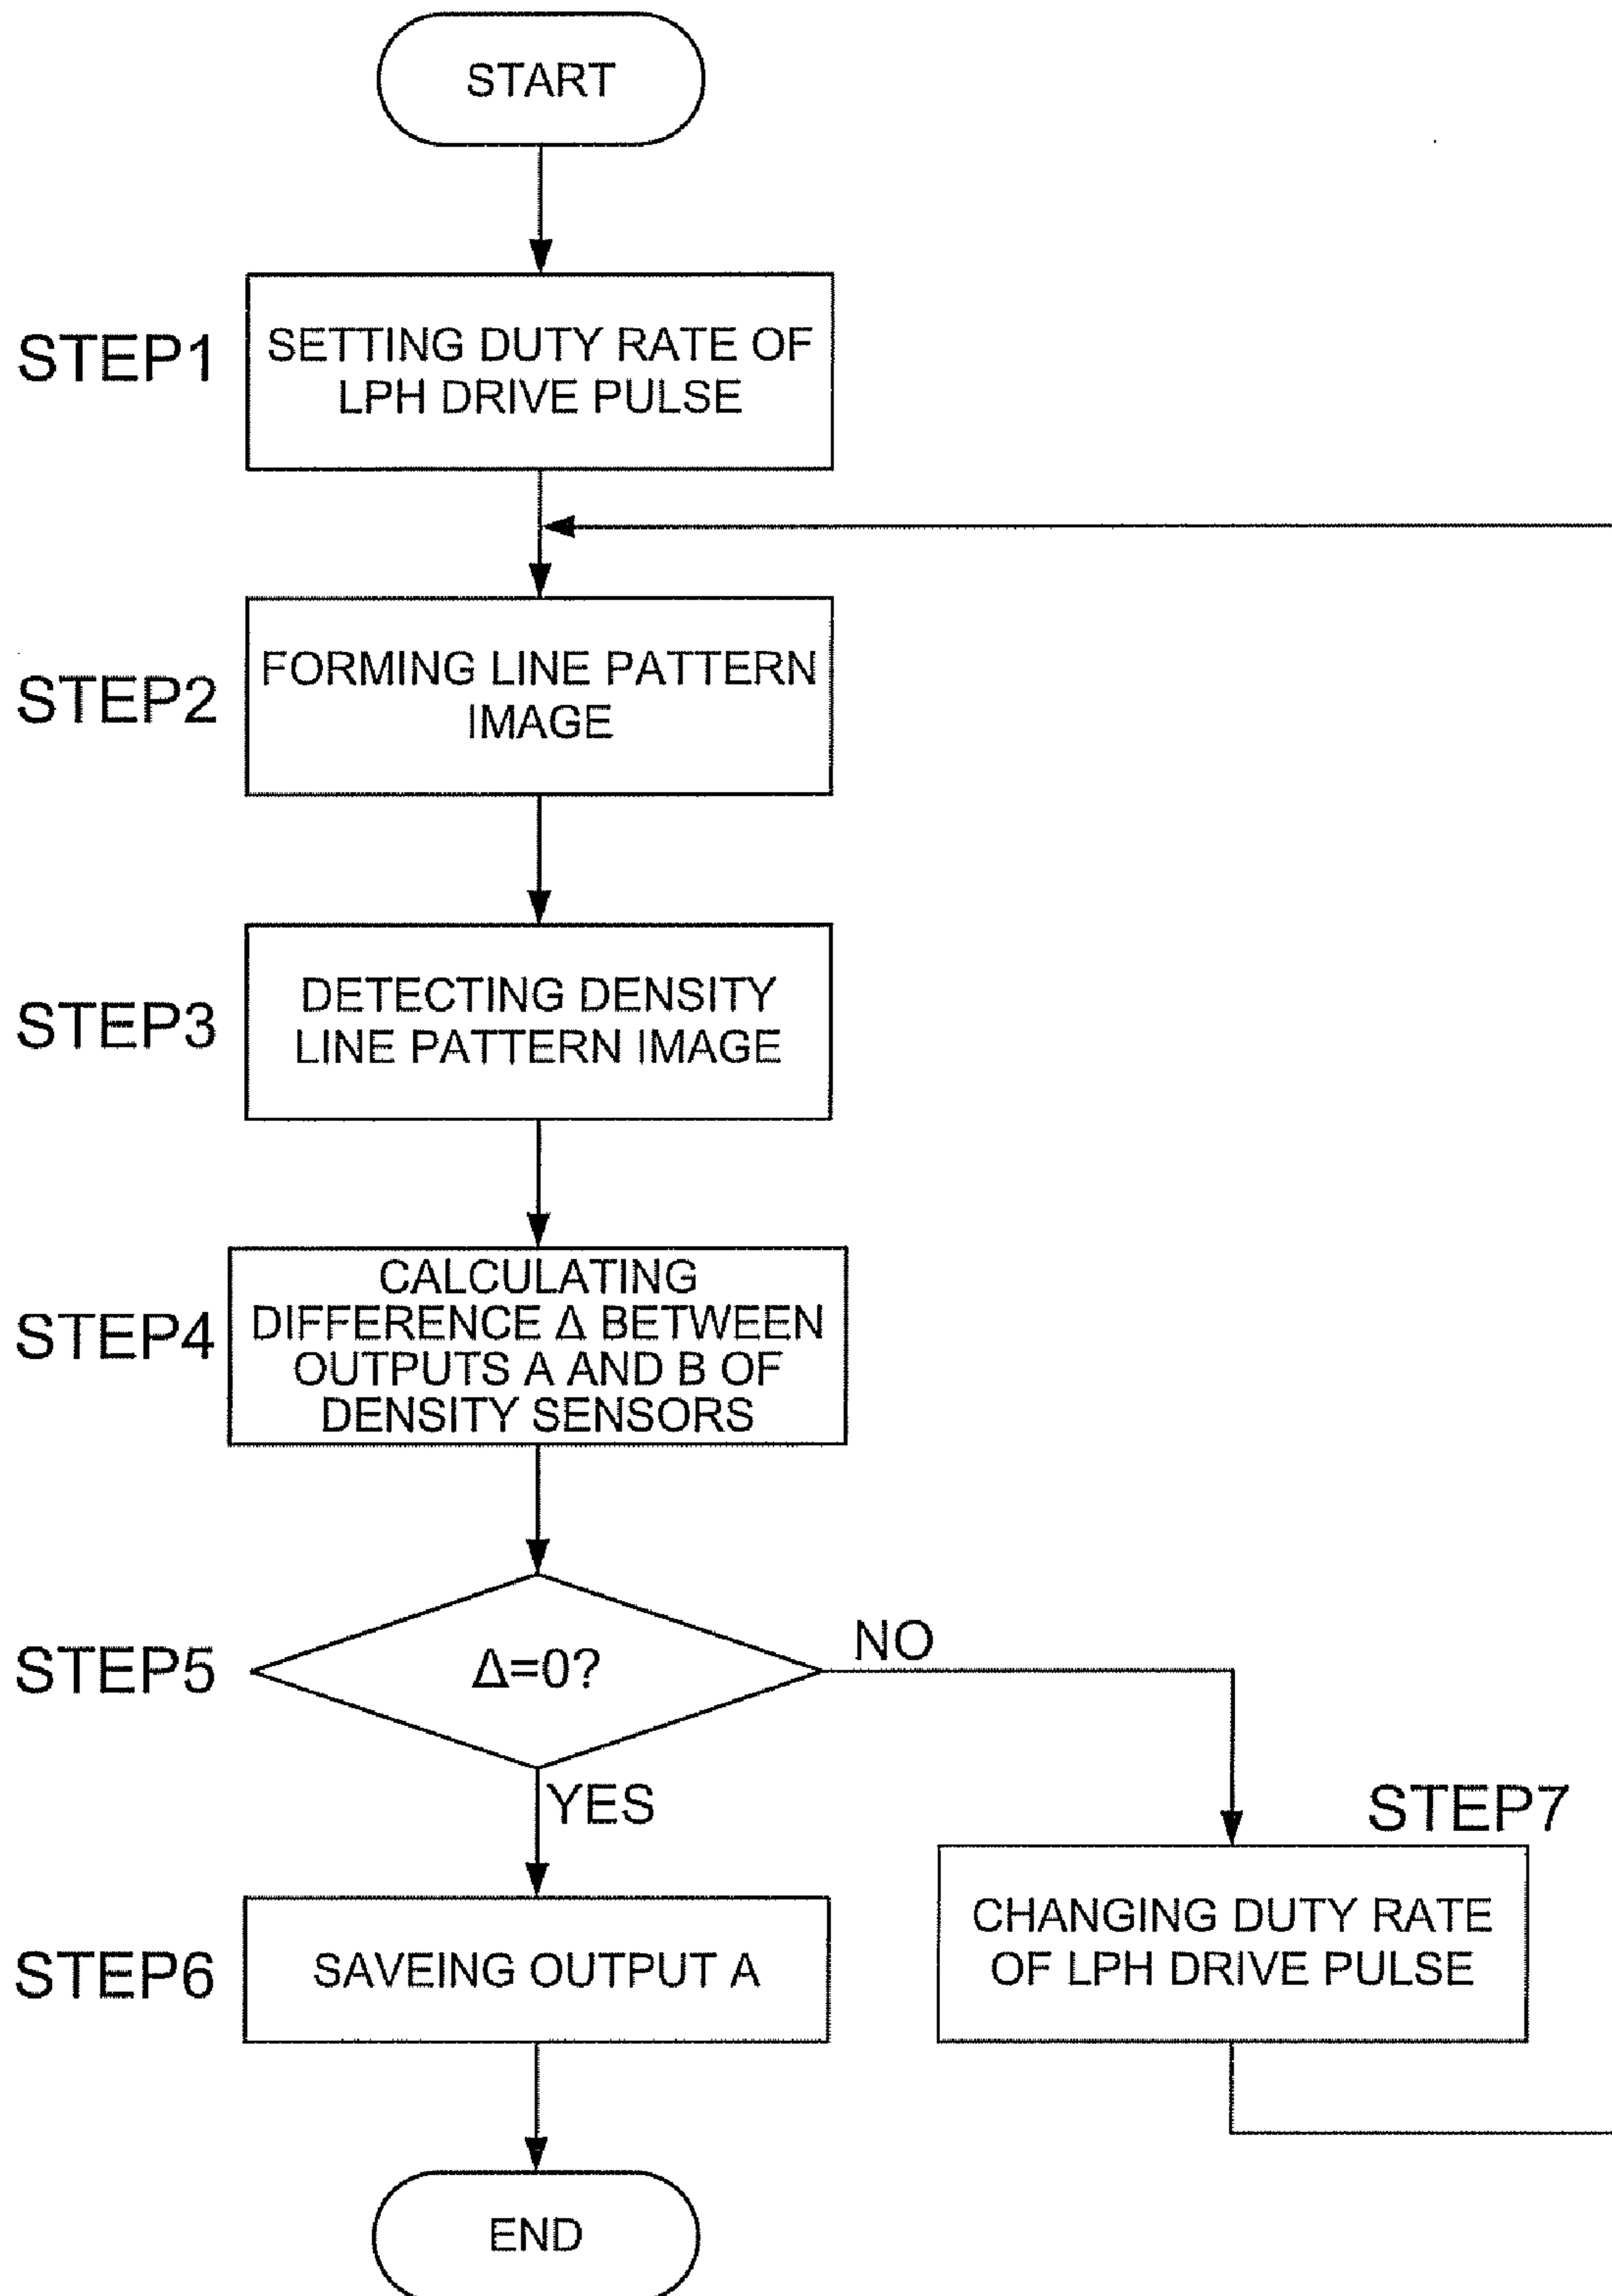 START
STEP1
SETTING DUTY RATE OF
LPH DRIVE PULSE
STEP2
FORMING LINE PATTERN
IMAGE
STEP3
DETECTING DENSITY
LINE PATTERN IMAGE
STEP4
CALCULATING
DIFFERENCE Δ BETWEEN
OUTPUTS A AND B OF
DENSITY SENSORS
STEP5
Δ=0?
NO
YES
STEP7
CHANGING DUTY RATE
OF LPH DRIVE PULSE
STEP6
SAVEING OUTPUT A
END